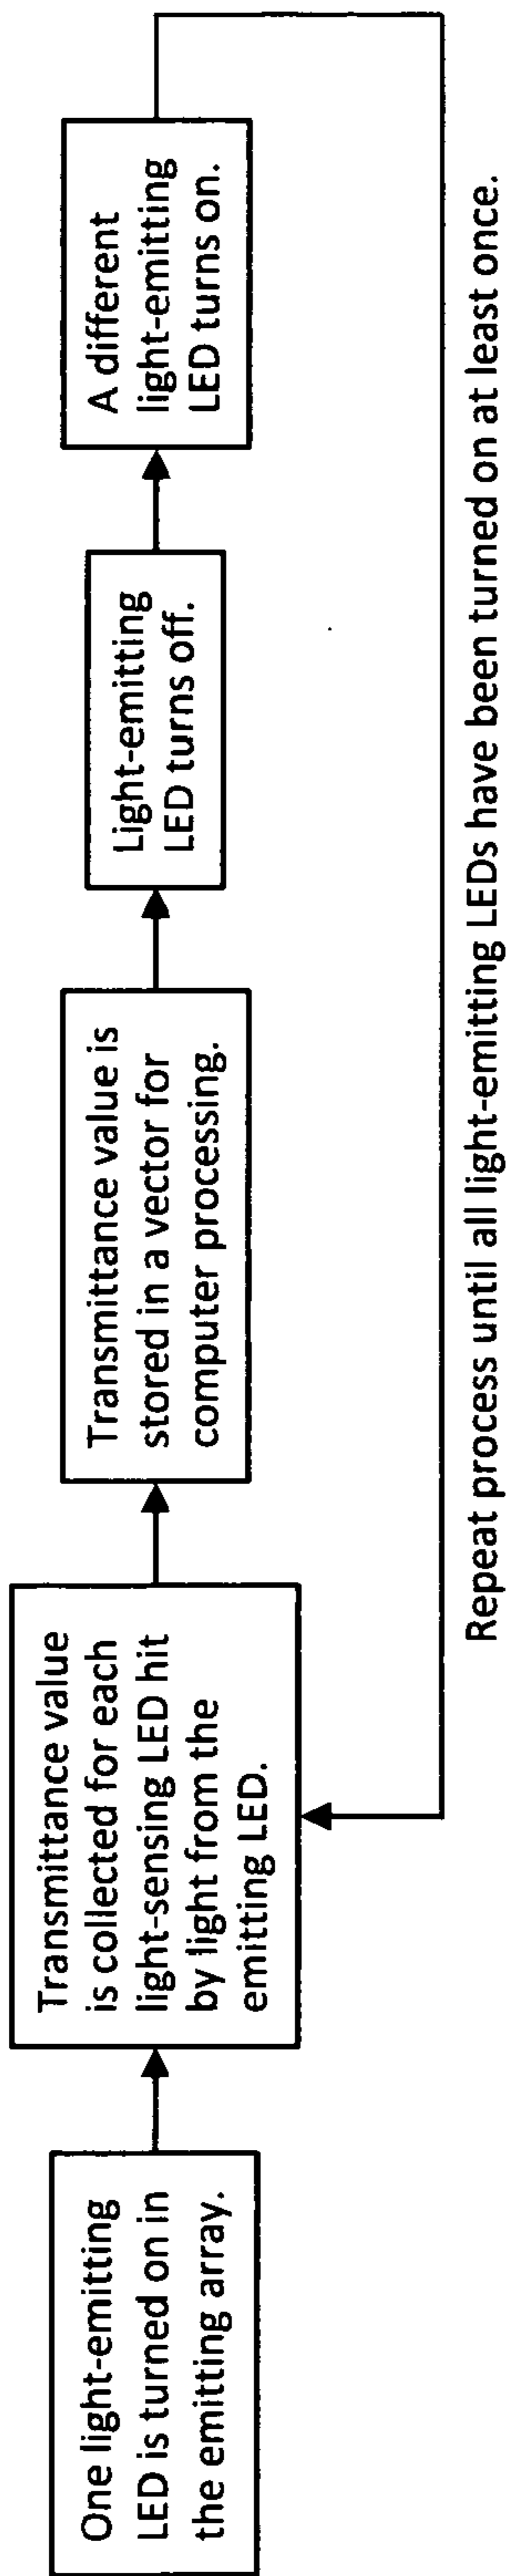 One light-emitting
LED is turned on in
the emitting array.
Transmittance value
is collected for each
light-sensing LED hit
by light from the
emitting LED.
Transmittance value is
stored in a vector for
computer processing.
Light-emitting
LED turns off.
A different
light-emitting
LED turns on.
Repeat process until all light-emitting LEDs have been turned on at least once.